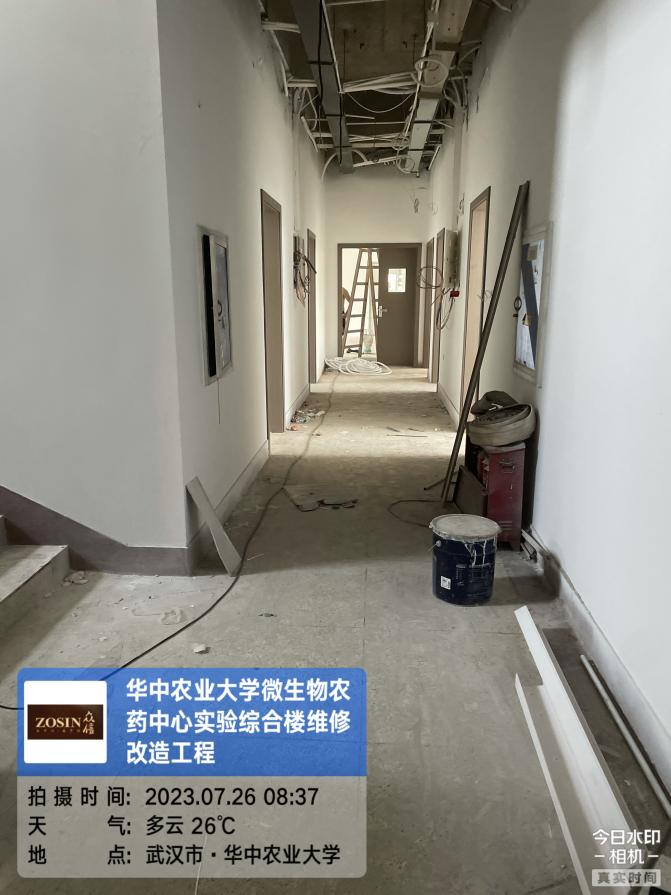 ZOSIN 众信
华中农业大学微生物农
药中心实验综合楼维修
改造工程
拍摄时间: 2023.07.26 08:37
天气: 多云 26℃
地点: 武汉市·华中农业大学
今日水印
-相机-
真实时间